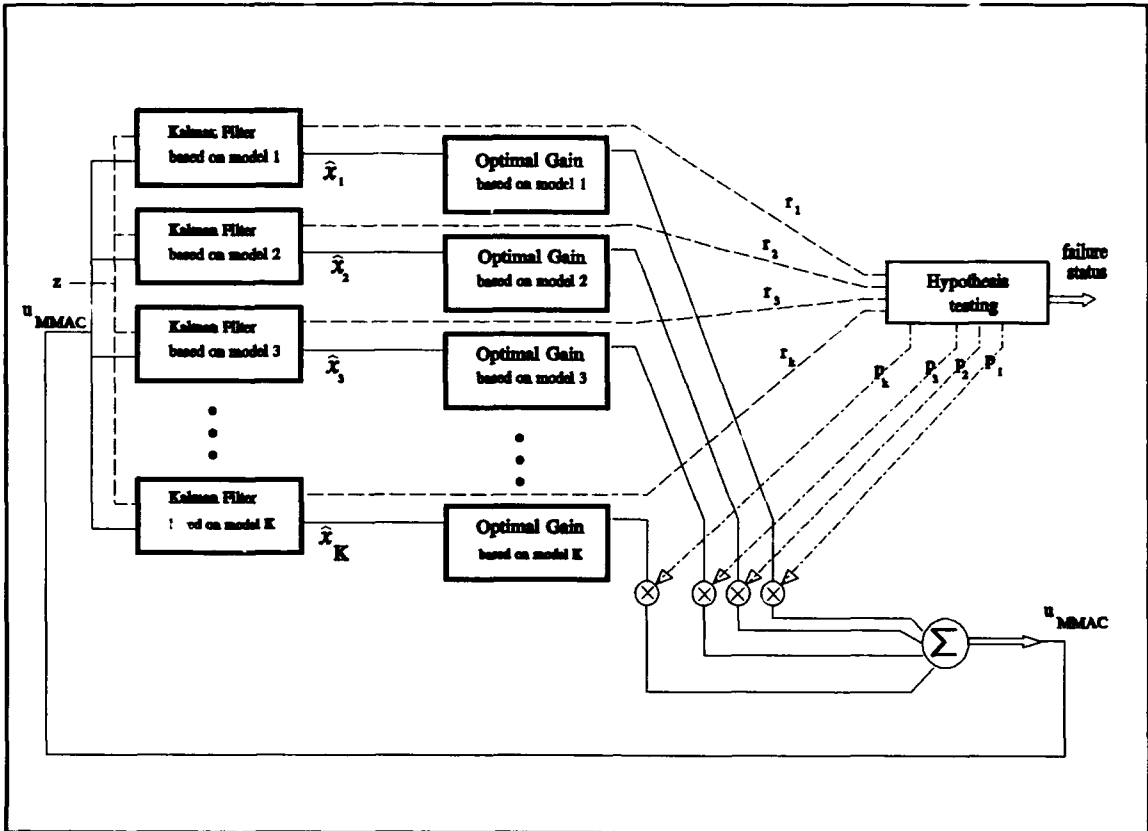 Kalman Filter
based on model 1
x̂1
Optimal Gain
based on model 1
r1
Kalman Filter
based on model 2
x̂2
Optimal Gain
based on model 2
r2
z
uMMAC
Kalman Filter
based on model 3
x̂3
Optimal Gain
based on model 3
r3
Hypothesis
testing
failure
status
rk
pk
p3
p2
p1
Kalman Filter
on model K
x̂K
Optimal Gain
based on model K
Σ
uMMAC